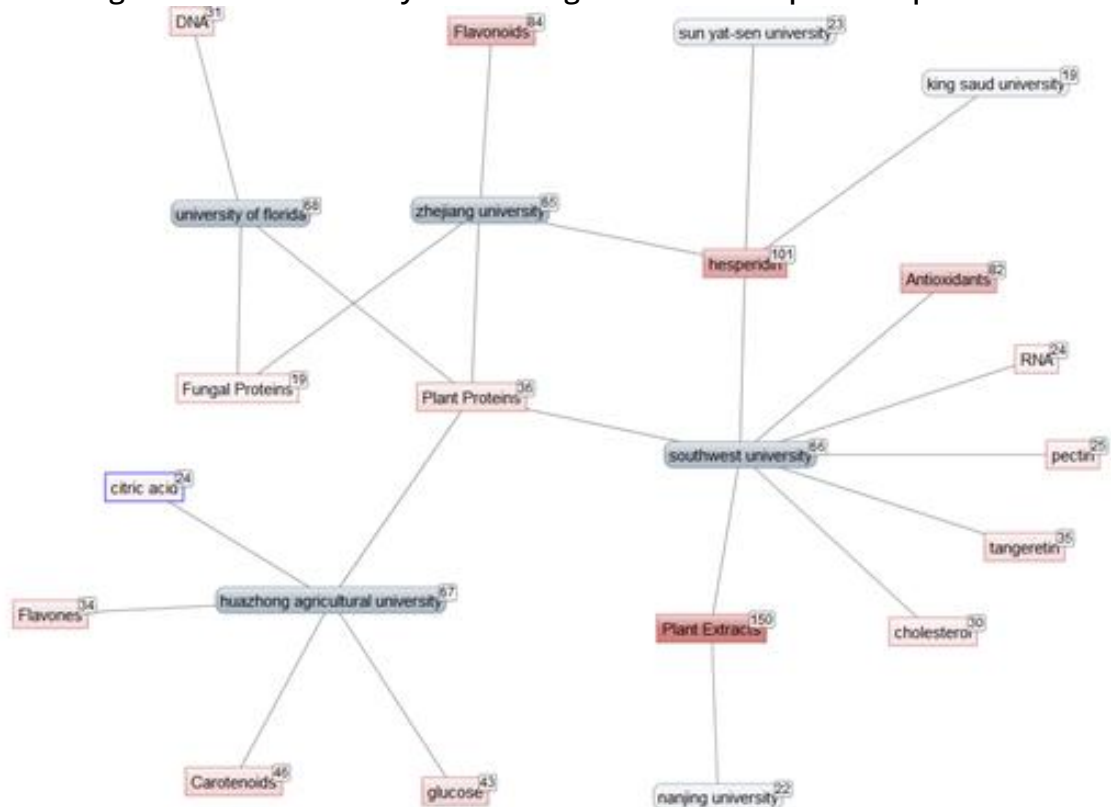 DNA 31
Flavonoids 84
sun yat-sen university 23
king saud university 19
university of florida 68
zhejiang university 65
hesperidin 101
Antioxidants 82
RNA 24
Fungal Proteins 19
Plant Proteins 36
southwest university 66
pectin 25
citric acid 24
tangeretin 35
huazhong agricultural university 67
Flavones 34
Plant Extracts 150
cholesterol 30
Carotenoids 46
glucose 43
nanjing university 22